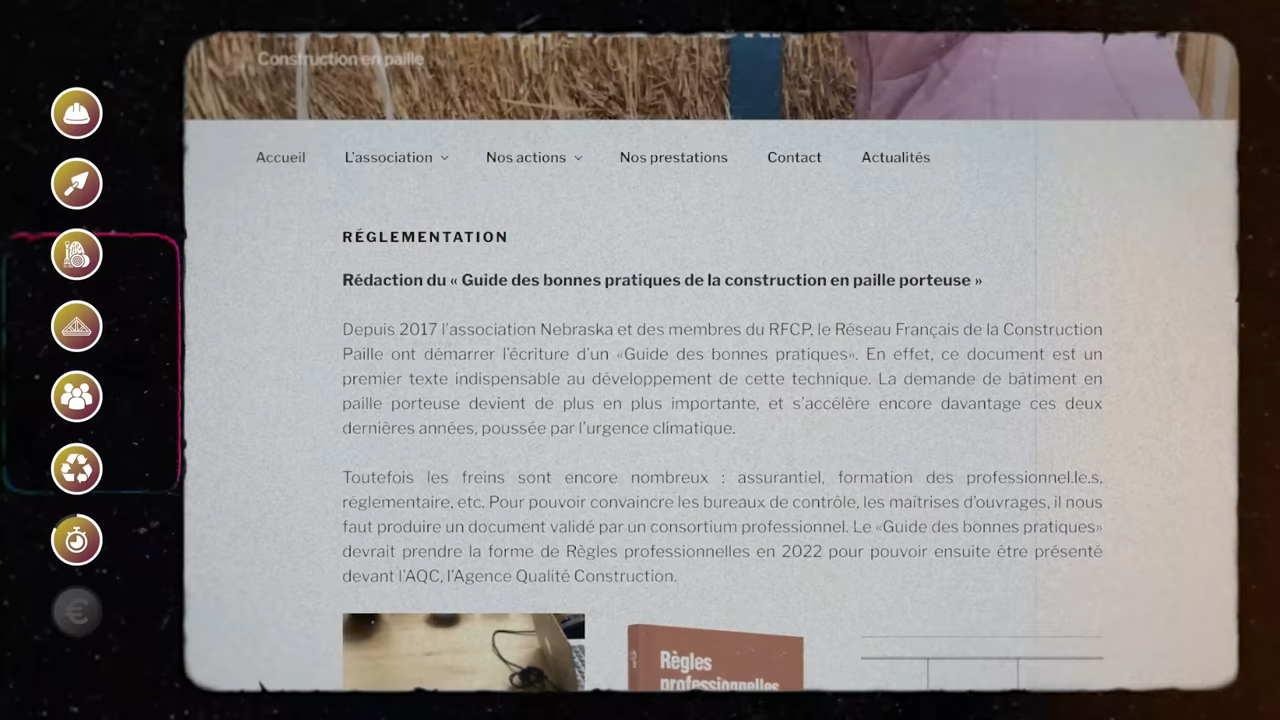 Construction en paille
Accueil L'association Nos actions Nos prestations Contact Actualités
RÉGLEMENTATION
Rédaction du « Guide des bonnes pratiques de la construction en paille porteuse »
Depuis 2017 l'association Nebraska et des membres du RFCP, le Réseau Français de la Construction
Paille ont démarrer l'écriture d'un «Guide des bonnes pratiques». En effet, ce document est un
premier texte indispensable au développement de cette technique. La demande de bâtiment en
paille porteuse devient de plus en plus importante, et s'accélère encore davantage ces deux
dernières années, poussée par l'urgence climatique.
Toutefois les freins sont encore nombreux : assurantiel, formation des professionnel.le.s,
réglementaire, etc. Pour pouvoir convaincre les bureaux de contrôle, les maîtrises d'ouvrages, il nous
faut produire un document validé par un consortium professionnel. Le «Guide des bonnes pratiques»
devrait prendre la forme de Règles professionnelles en 2022 pour pouvoir ensuite être présenté
devant l'AQC, l'Agence Qualité Construction.
€
Règles
professionnelles